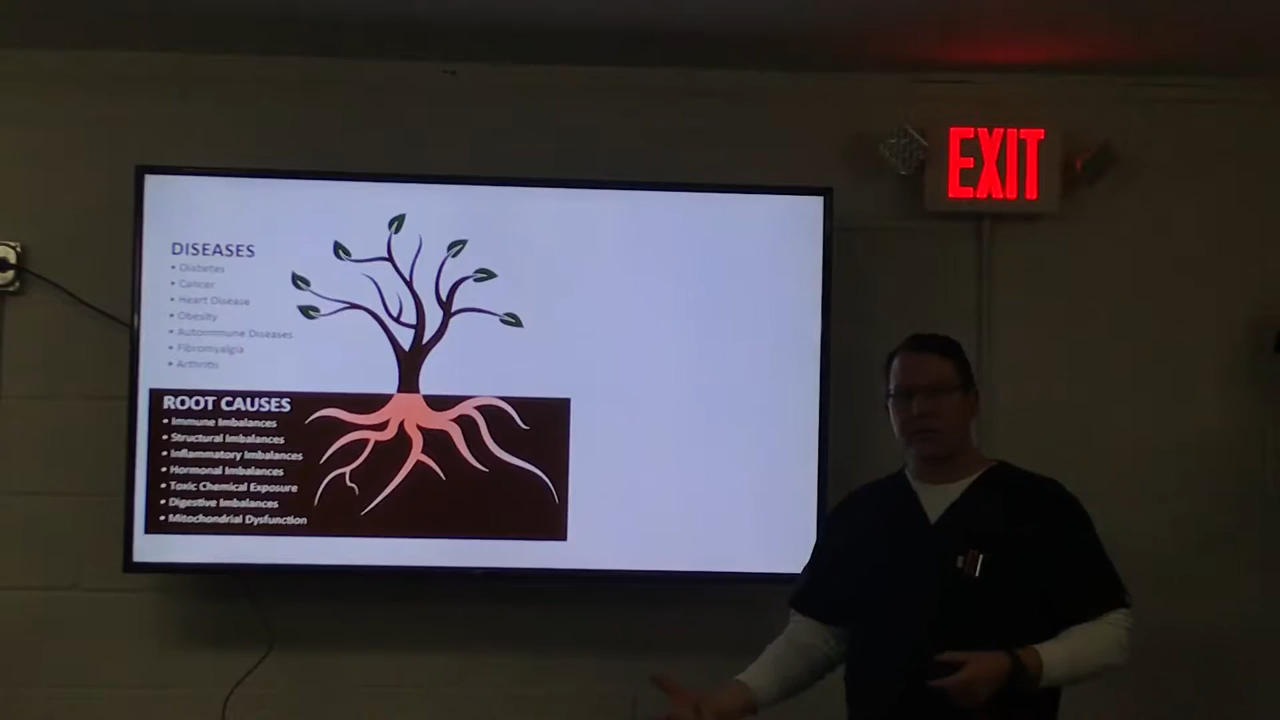 EXIT
DISEASES
• Diabetes
• Cancer
• Heart Disease
• Obesity
• Autoimmune Diseases
• Fibromyalgia
• Arthritis
ROOT CAUSES
• Immune Imbalances
• Structural Imbalances
• Inflammatory Imbalances
• Hormonal Imbalances
• Toxic Chemical Exposure
• Digestive Imbalances
• Mitochondrial Dysfunction